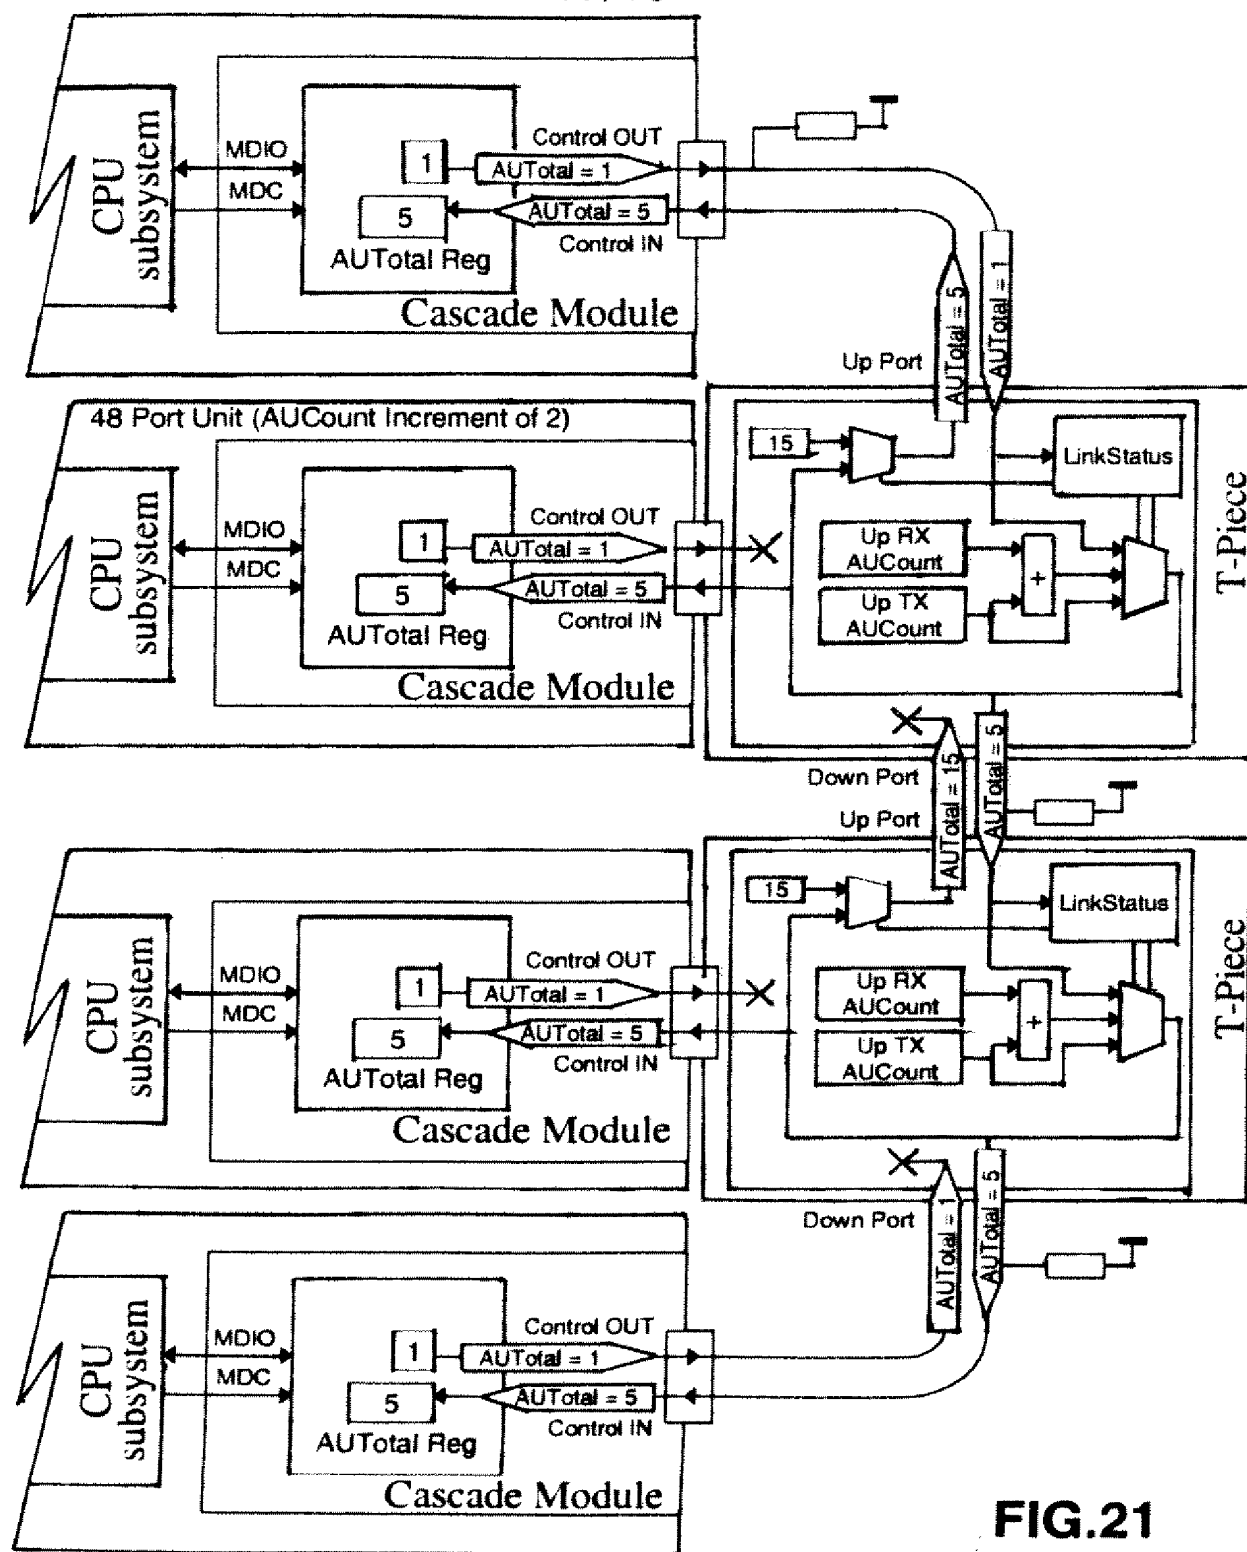 CPU
subsystem
MDIO
MDC
1
5
AUTotal Reg
Control OUT
AUTotal = 1
AUTotal = 5
Control IN
Cascade Module
AUTotal = 5
AUTotal = 1
Up Port
48 Port Unit (AUCount Increment of 2)
CPU
subsystem
MDIO
MDC
1
5
AUTotal Reg
Control OUT
AUTotal = 1
AUTotal = 5
Control IN
Cascade Module
15
LinkStatus
Up RX
AUCount
+
Up TX
AUCount
T-Piece
Down Port
AUTotal = 15
AUTotal = 5
Up Port
CPU
subsystem
MDIO
MDC
1
5
AUTotal Reg
Control OUT
AUTotal = 1
AUTotal = 5
Control IN
Cascade Module
15
LinkStatus
Up RX
AUCount
+
Up TX
AUCount
T-Piece
Down Port
AUTotal = 1
AUTotal = 5
CPU
subsystem
MDIO
MDC
1
5
AUTotal Reg
Control OUT
AUTotal = 1
AUTotal = 5
Control IN
Cascade Module
FIG.21